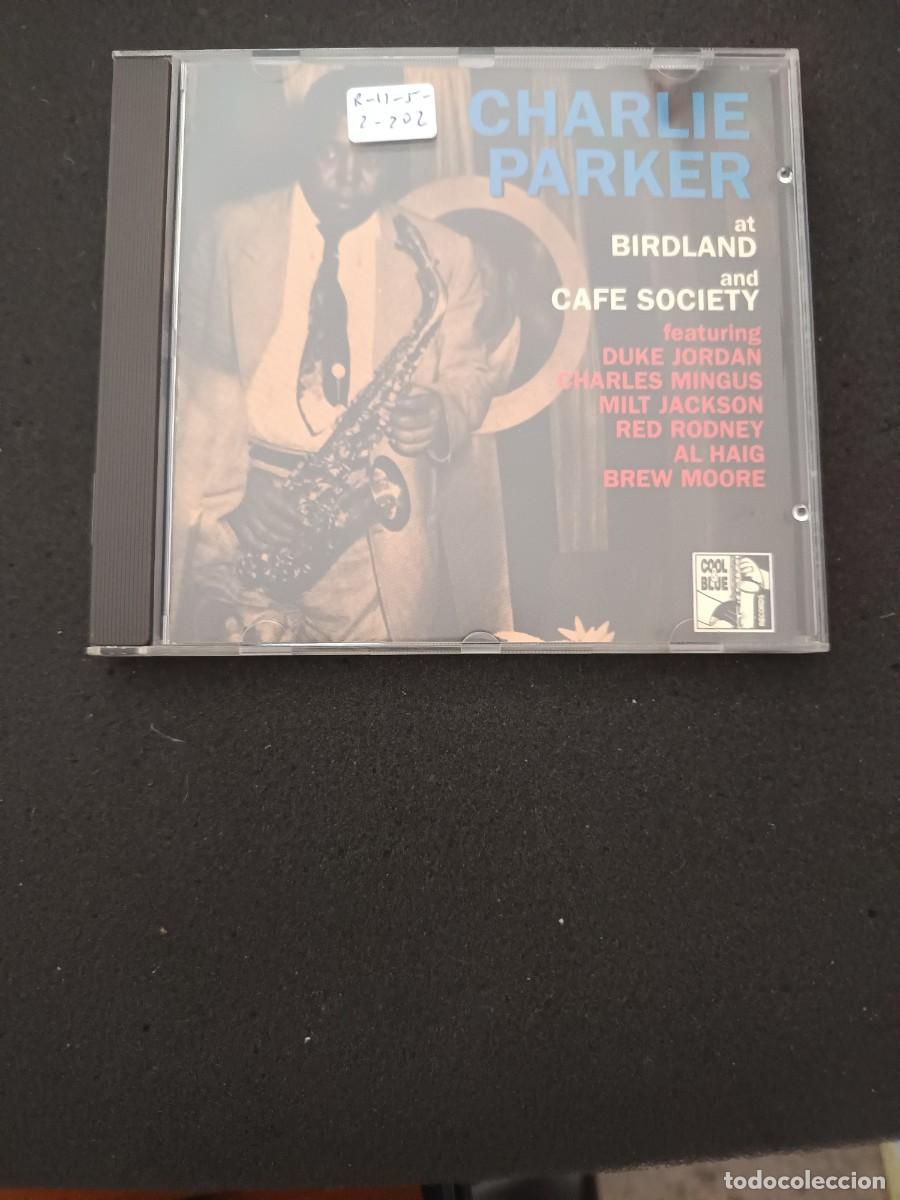 R-11-5-
2-202
CHARLIE
PARKER
at
BIRDLAND
and
CAFE SOCIETY
featuring
DUKE JORDAN
CHARLES MINGUS
MILT JACKSON
RED RODNEY
AL HAIG
BREW MOORE
COOL
BLUE
RECORDS
todocoleccion